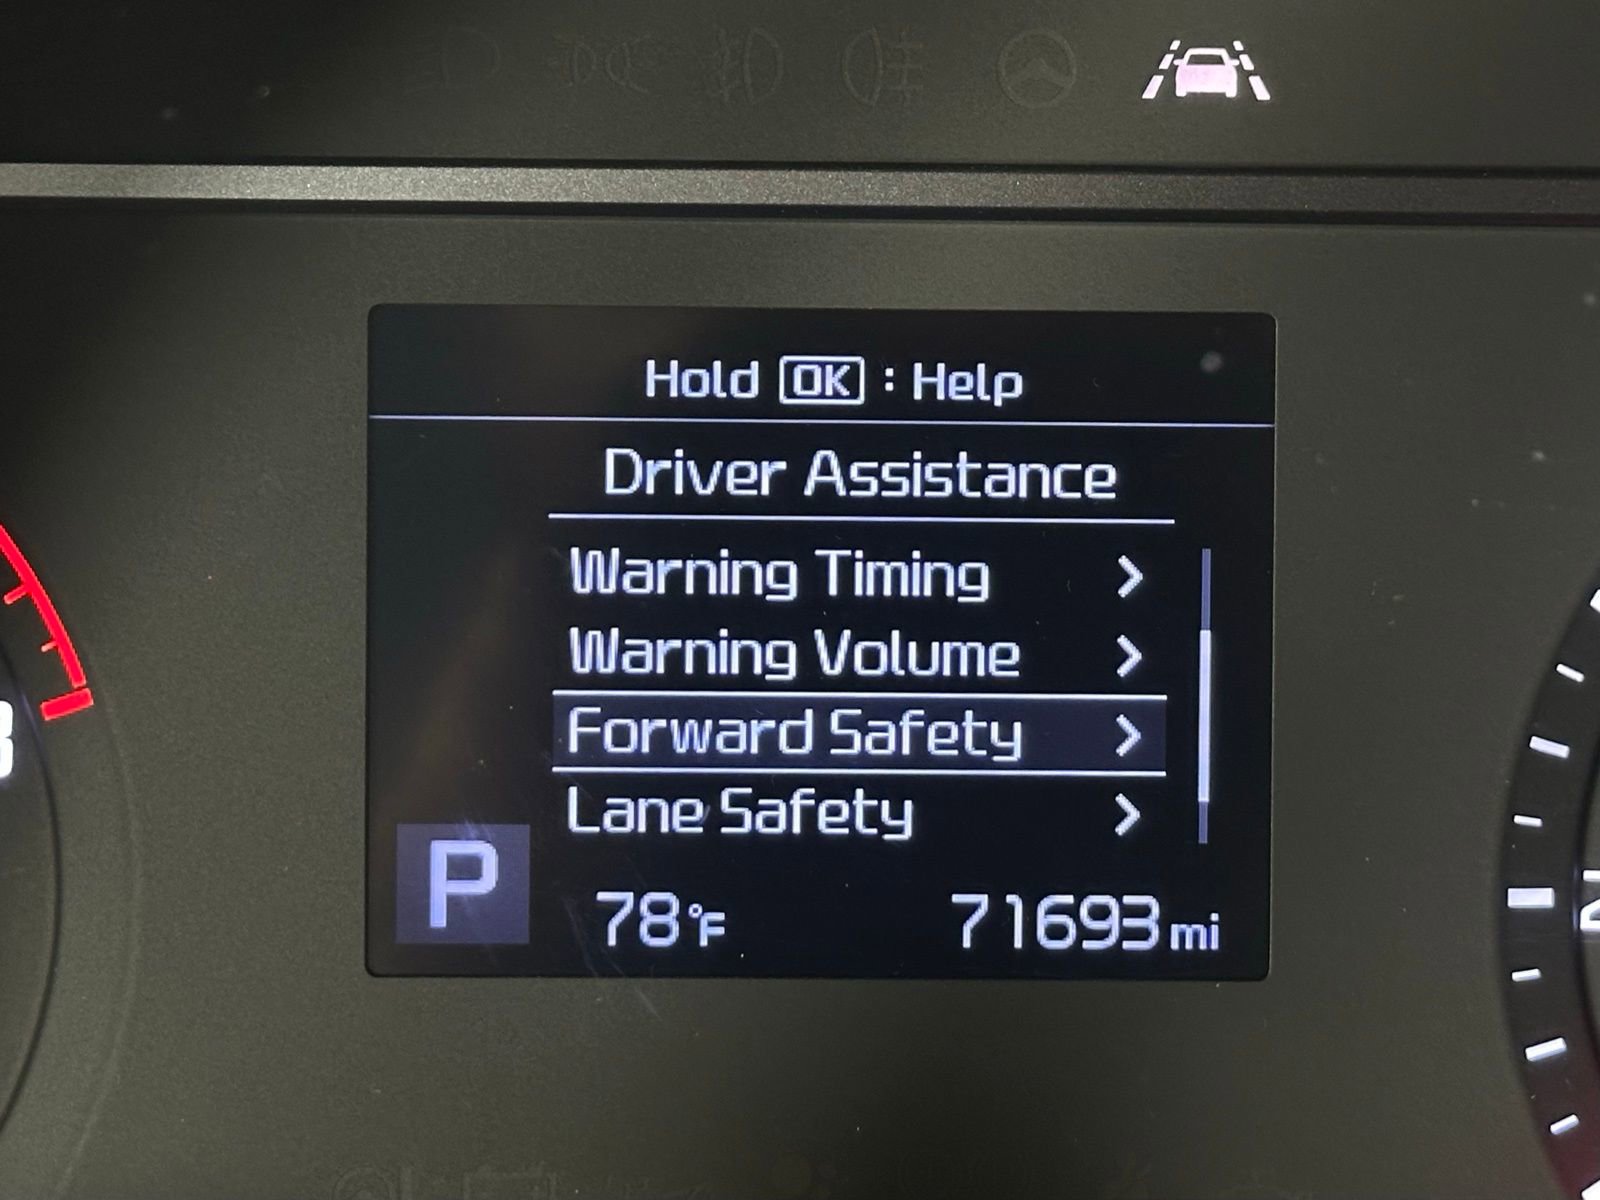 Hold OK : Help
Driver Assistance
Warning Timing >
Warning Volume >
Forward Safety >
Lane Safety >
P
78°F 71693 mi